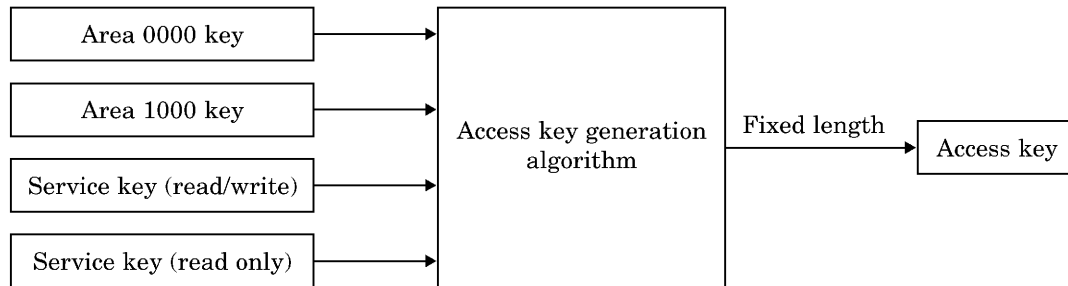 Area 0000 key
Area 1000 key
Service key (read/write)
Service key (read only)
Access key generation
algorithm
Fixed length
Access key